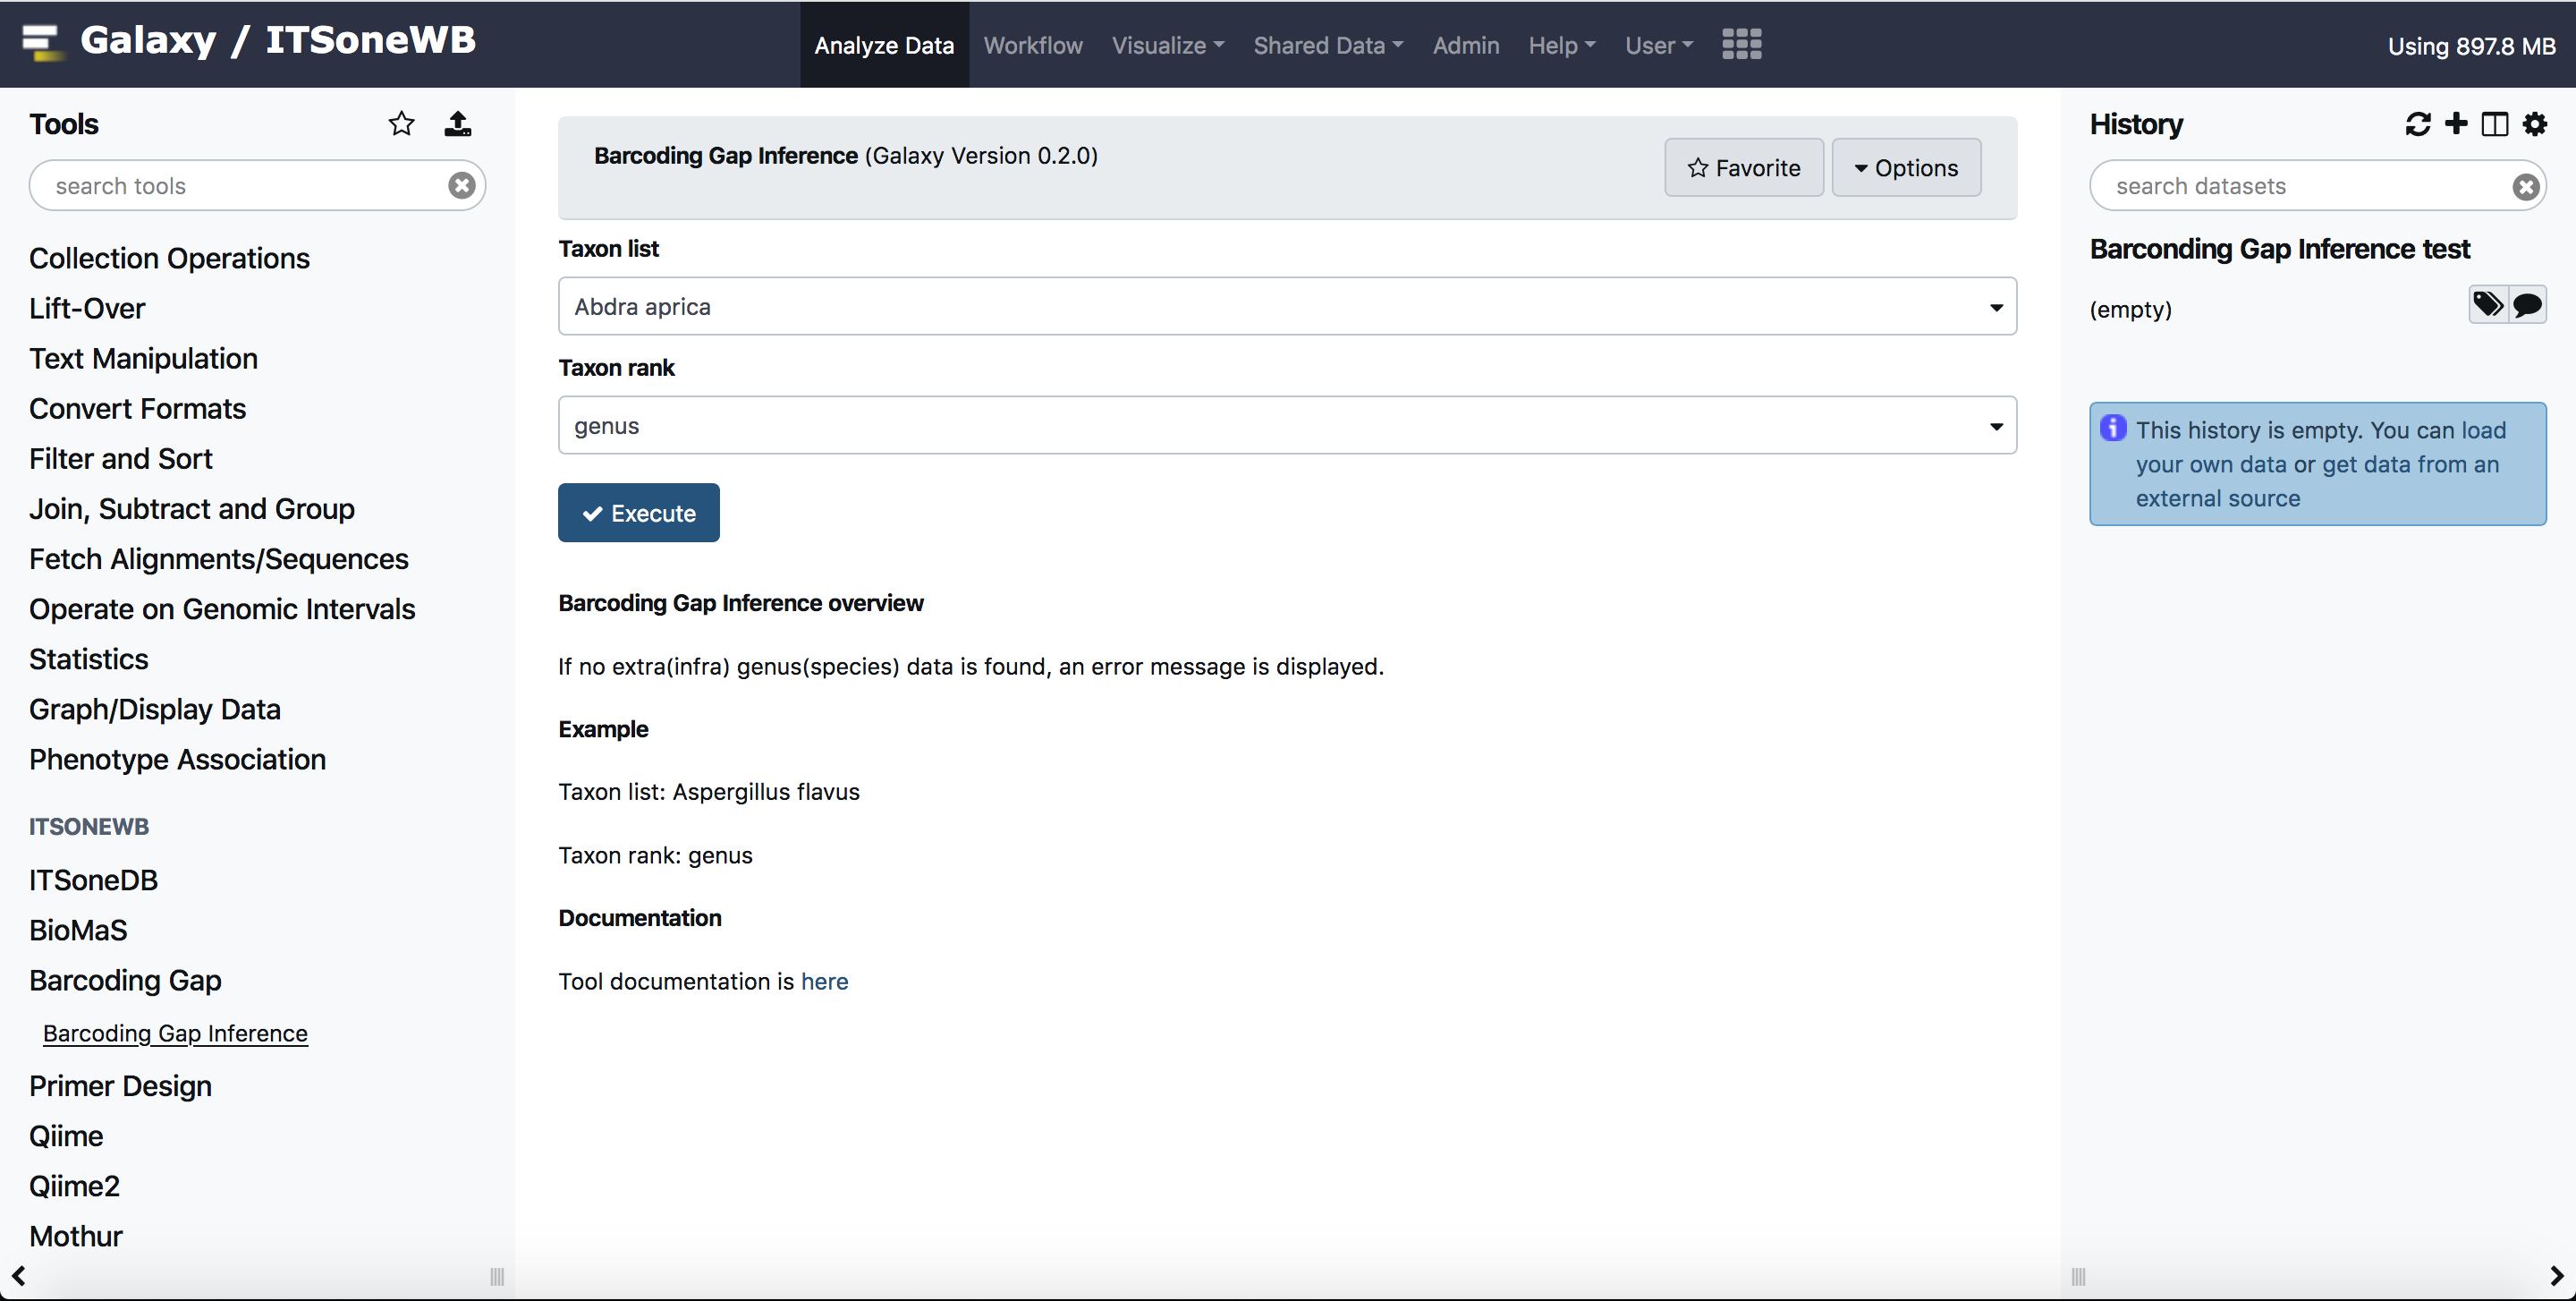 Galaxy / ITSoneWB
Analyze Data
Workflow
Visualize
Shared Data
Admin
Help
User
Using 897.8 MB
Tools
search tools
Collection Operations
Lift-Over
Text Manipulation
Convert Formats
Filter and Sort
Join, Subtract and Group
Fetch Alignments/Sequences
Operate on Genomic Intervals
Statistics
Graph/Display Data
Phenotype Association
ITSONEWB
ITSoneDB
BioMaS
Barcoding Gap
Barcoding Gap Inference
Primer Design
Qiime
Qiime2
Mothur
Barcoding Gap Inference (Galaxy Version 0.2.0)
Favorite
Options
Taxon list
Abdra aprica
Taxon rank
genus
Execute
Barcoding Gap Inference overview
If no extra(infra) genus(species) data is found, an error message is displayed.
Example
Taxon list: Aspergillus flavus
Taxon rank: genus
Documentation
Tool documentation is here
History
search datasets
Barconding Gap Inference test
(empty)
This history is empty. You can load
your own data or get data from an
external source